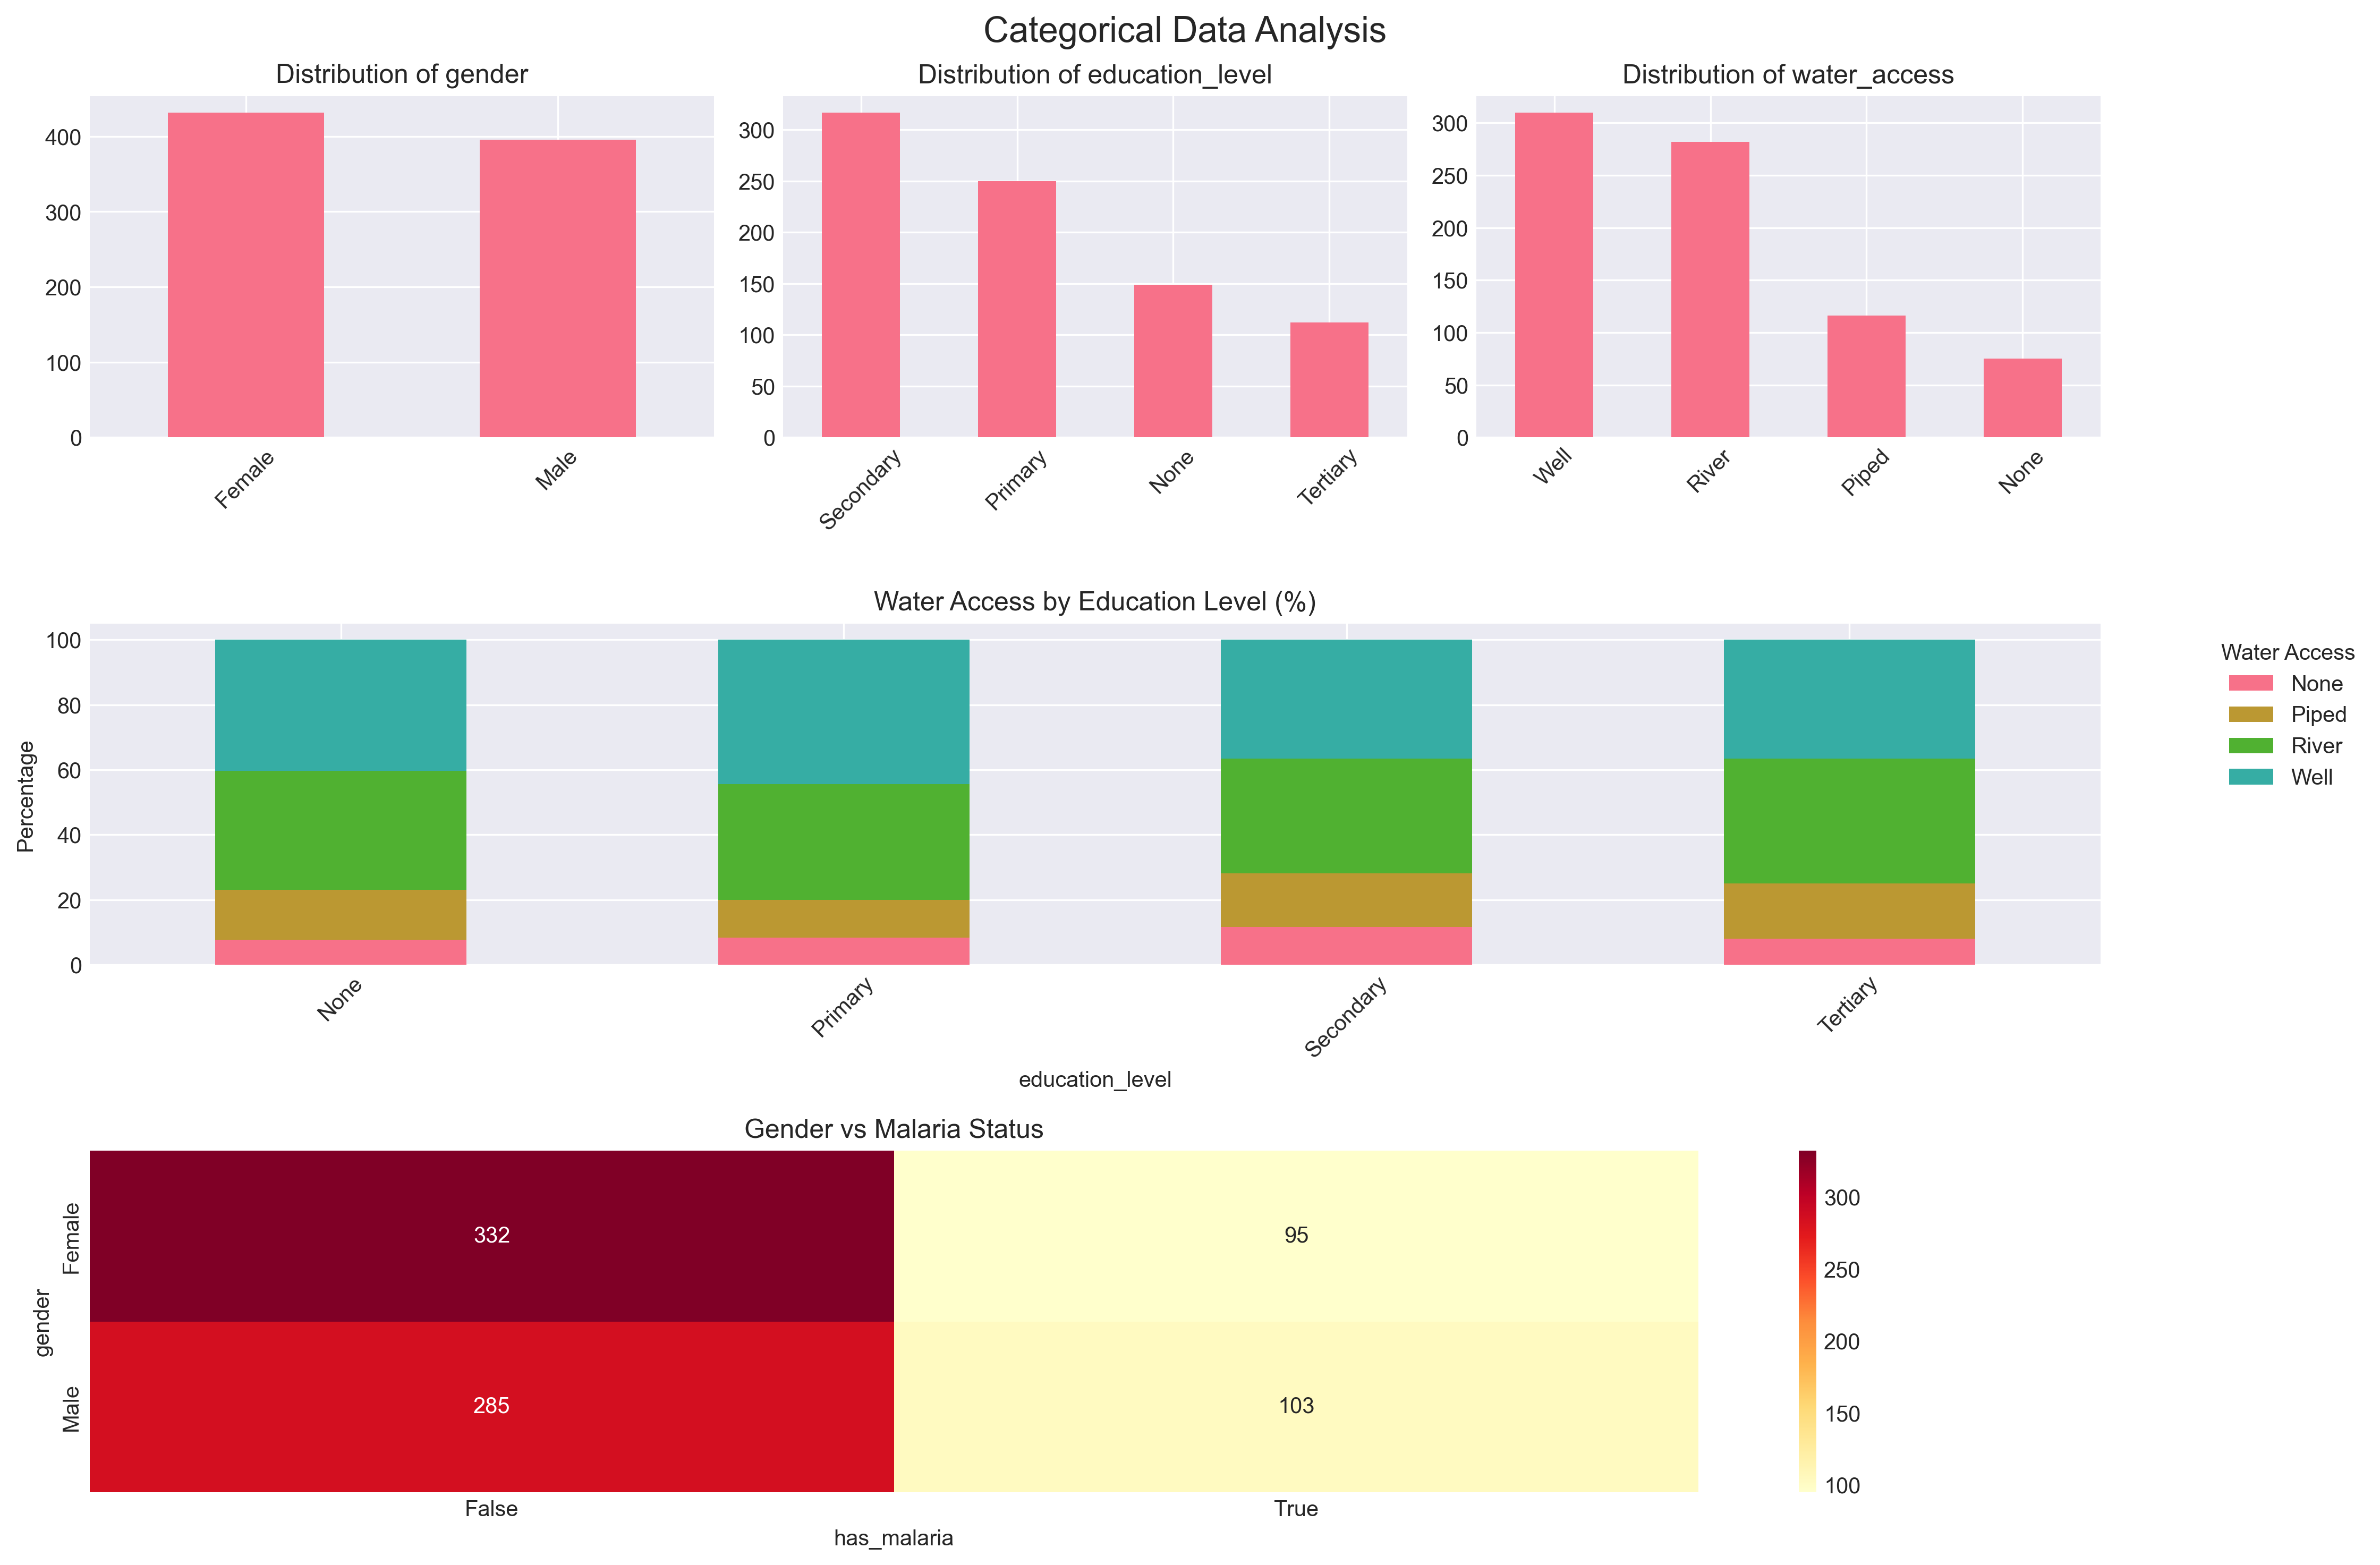 Categorical Data Analysis
Distribution of gender
400
300
200
100
0
Female
Male
Distribution of education_level
300
250
200
150
100
50
0
Secondary
Primary
None
Tertiary
Distribution of water_access
300
250
200
150
100
50
0
Well
River
Piped
None
Water Access by Education Level (%)
Percentage
100
80
60
40
20
0
None
Primary
Secondary
Tertiary
education_level
Water Access
None
Piped
River
Well
Gender vs Malaria Status
gender
Female
Male
332
95
285
103
False
True
has_malaria
300
250
200
150
100